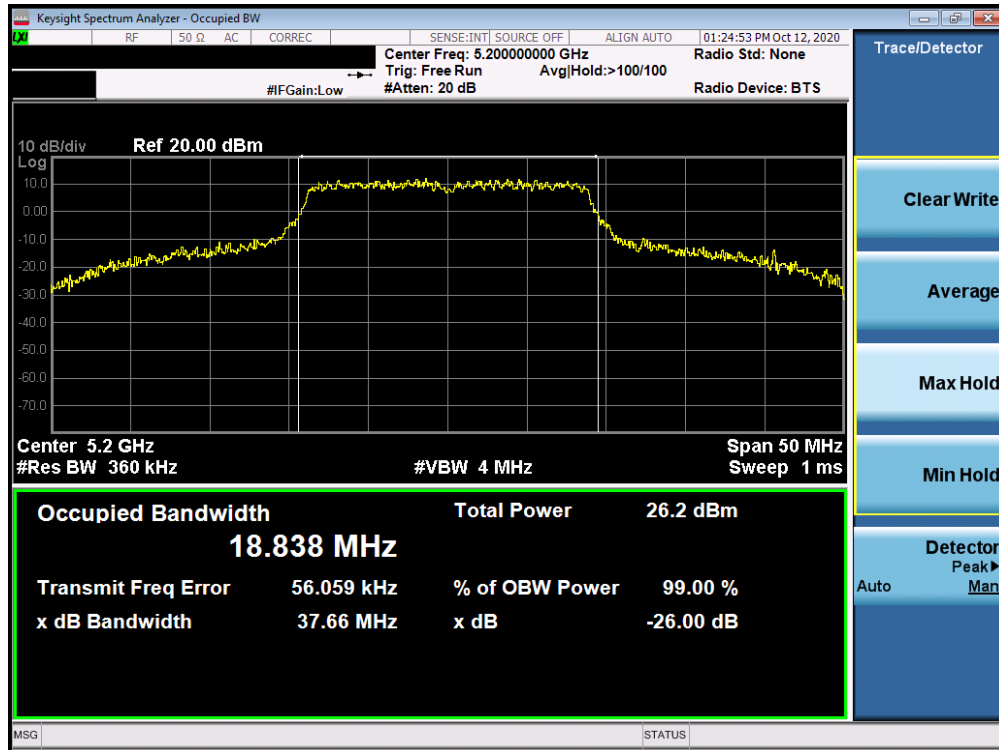 Keysight Spectrum Analyzer - Occupied BW
LXI RF 50 Ω AC CORREC SENSE:INT SOURCE OFF ALIGN AUTO 01:24:53 PM Oct 12, 2020
Center Freq: 5.200000000 GHz Radio Std: None
Trig: Free Run Avg|Hold:>100/100
#IFGain:Low #Atten: 20 dB Radio Device: BTS
Trace/Detector
10 dB/div Ref 20.00 dBm
Log
10.0
0.00
-10.0
-20.0
-30.0
-40.0
-50.0
-60.0
-70.0
Center 5.2 GHz Span 50 MHz
#Res BW 360 kHz #VBW 4 MHz Sweep 1 ms
Occupied Bandwidth Total Power 26.2 dBm
18.838 MHz
Transmit Freq Error 56.059 kHz % of OBW Power 99.00 %
x dB Bandwidth 37.66 MHz x dB -26.00 dB
Clear Write
Average
Max Hold
Min Hold
Detector
Peak▶
Auto Man
MSG STATUS